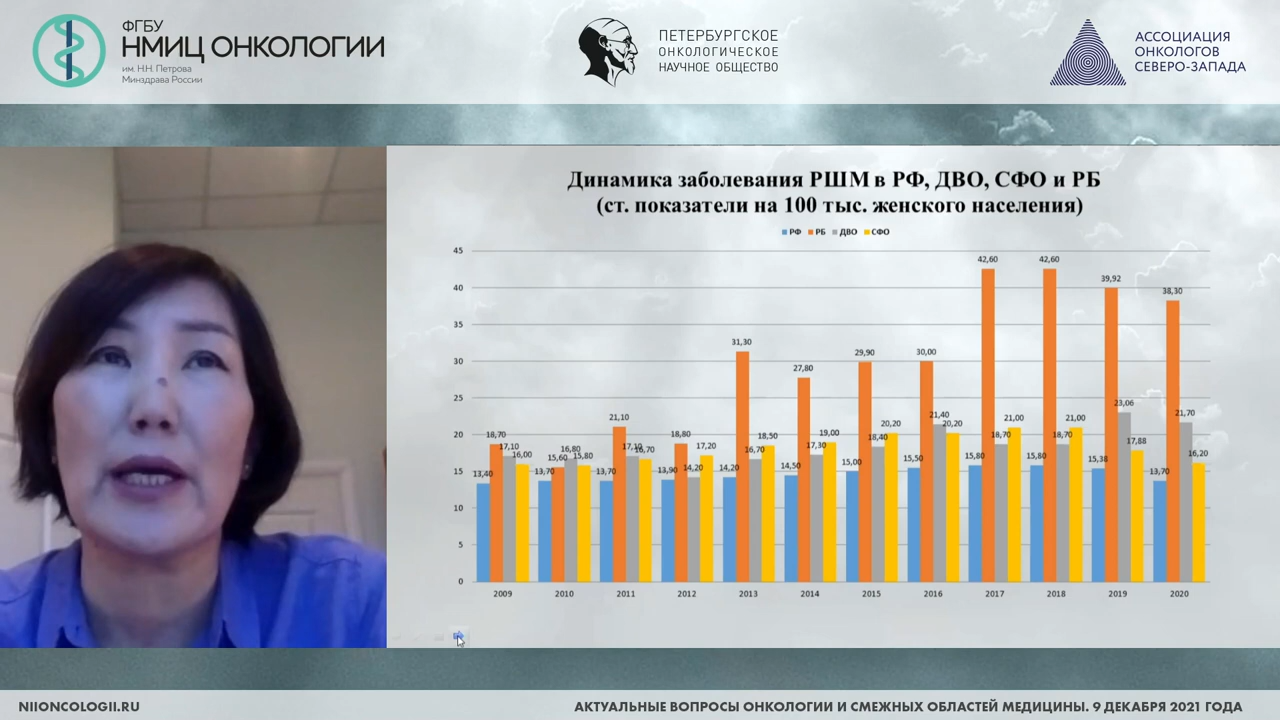 ФГБУ
НМИЦ ОНКОЛОГИИ
им. Н.Н. Петрова
Минздрава России
ПЕТЕРБУРГСКОЕ
ОНКОЛОГИЧЕСКОЕ
НАУЧНОЕ ОБЩЕСТВО
АССОЦИАЦИЯ
ОНКОЛОГОВ
СЕВЕРО-ЗАПАДА
Динамика заболевания РШМ в РФ, ДВО, СФО и РБ
(ст. показатели на 100 тыс. женского населения)
РФ РБ ДВО СФО
45
40
35
30
25
20
15
10
5
0
13,40 18,70 17,10 16,00
13,70 15,60 16,80 15,80
13,70 21,10 17,10 16,70
13,90 18,80 14,20 17,20
14,20 31,30 16,70 18,50
14,50 27,80 17,30 19,00
15,00 29,90 18,40 20,20
15,50 30,00 21,40 20,20
15,80 42,60 18,70 21,00
15,80 42,60 18,70 21,00
15,38 39,92 23,06 17,88
13,70 38,30 21,70 16,20
2009 2010 2011 2012 2013 2014 2015 2016 2017 2018 2019 2020
NIIONCOLOGII.RU
АКТУАЛЬНЫЕ ВОПРОСЫ ОНКОЛОГИИ И СМЕЖНЫХ ОБЛАСТЕЙ МЕДИЦИНЫ. 9 ДЕКАБРЯ 2021 ГОДА